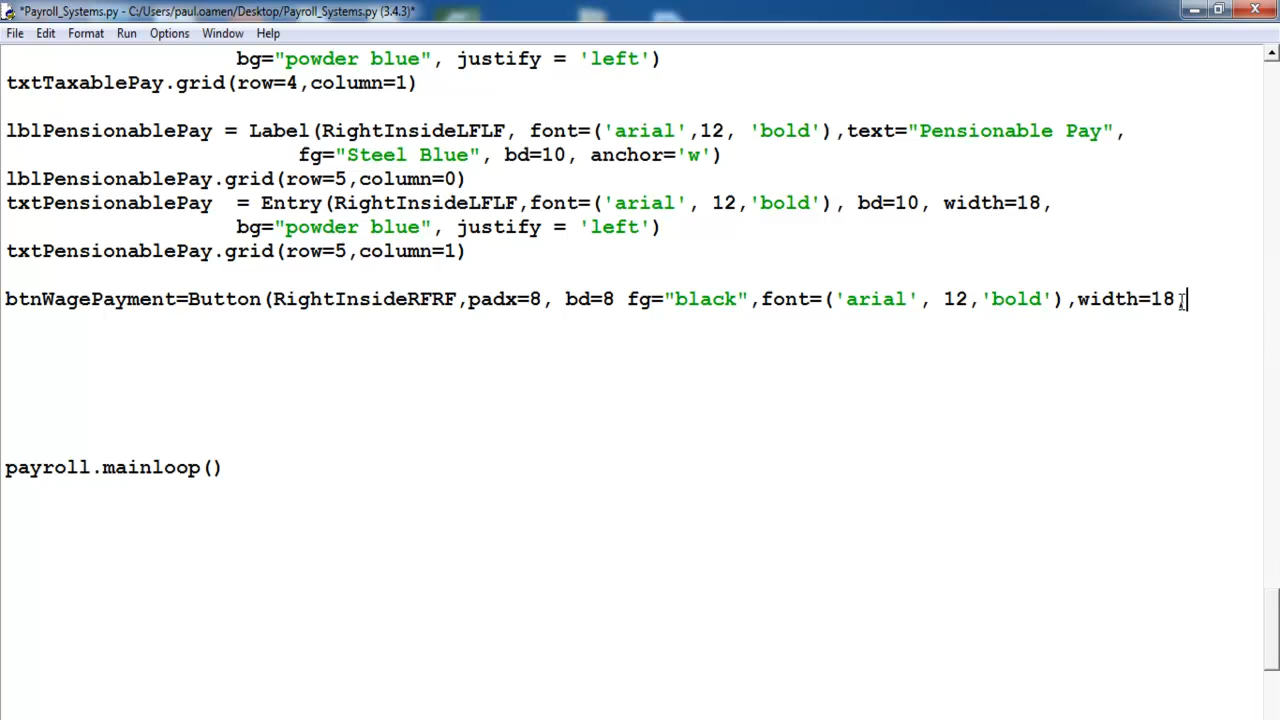 *Payroll_Systems.py - C:/Users/paul.oamen/Desktop/Payroll_Systems.py (3.4.3)*
File Edit Format Run Options Window Help
bg="powder blue", justify = 'left')
txtTaxablePay.grid(row=4,column=1)
lblPensionablePay = Label(RightInsideLFLF, font=('arial',12, 'bold'),text="Pensionable Pay",
fg="Steel Blue", bd=10, anchor='w')
lblPensionablePay.grid(row=5,column=0)
txtPensionablePay  = Entry(RightInsideLFLF,font=('arial', 12,'bold'), bd=10, width=18,
bg="powder blue", justify = 'left')
txtPensionablePay.grid(row=5,column=1)
btnWagePayment=Button(RightInsideRFRF,padx=8, bd=8 fg="black",font=('arial', 12,'bold'),width=18,
payroll.mainloop()